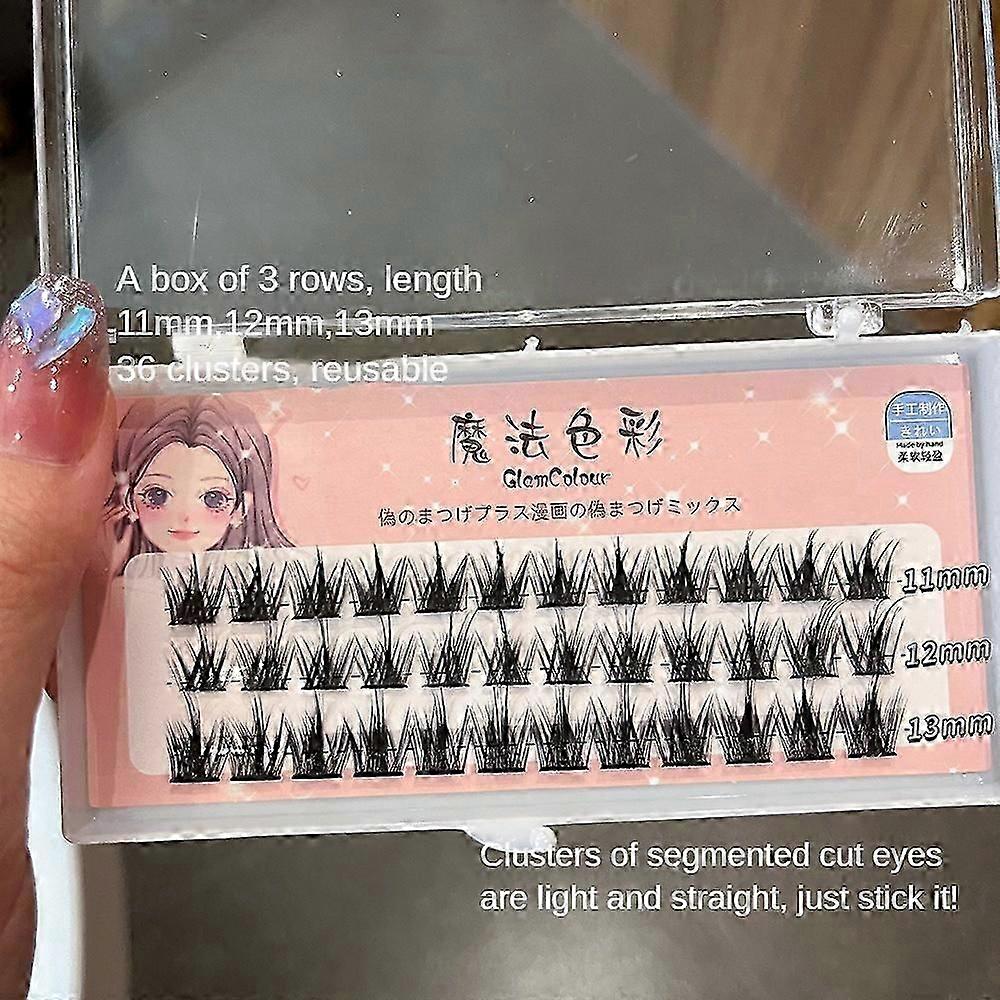 A box of 3 rows, length
11mm,12mm,13mm
36 clusters, reusable
魔法色彩
GlamColour
偽のまつげプラス漫画の偽まつげミックス
手工制作
きれい
Made by hand
柔软轻盈
11mm
12mm
13mm
Clusters of segmented cut eyes
are light and straight, just stick it!